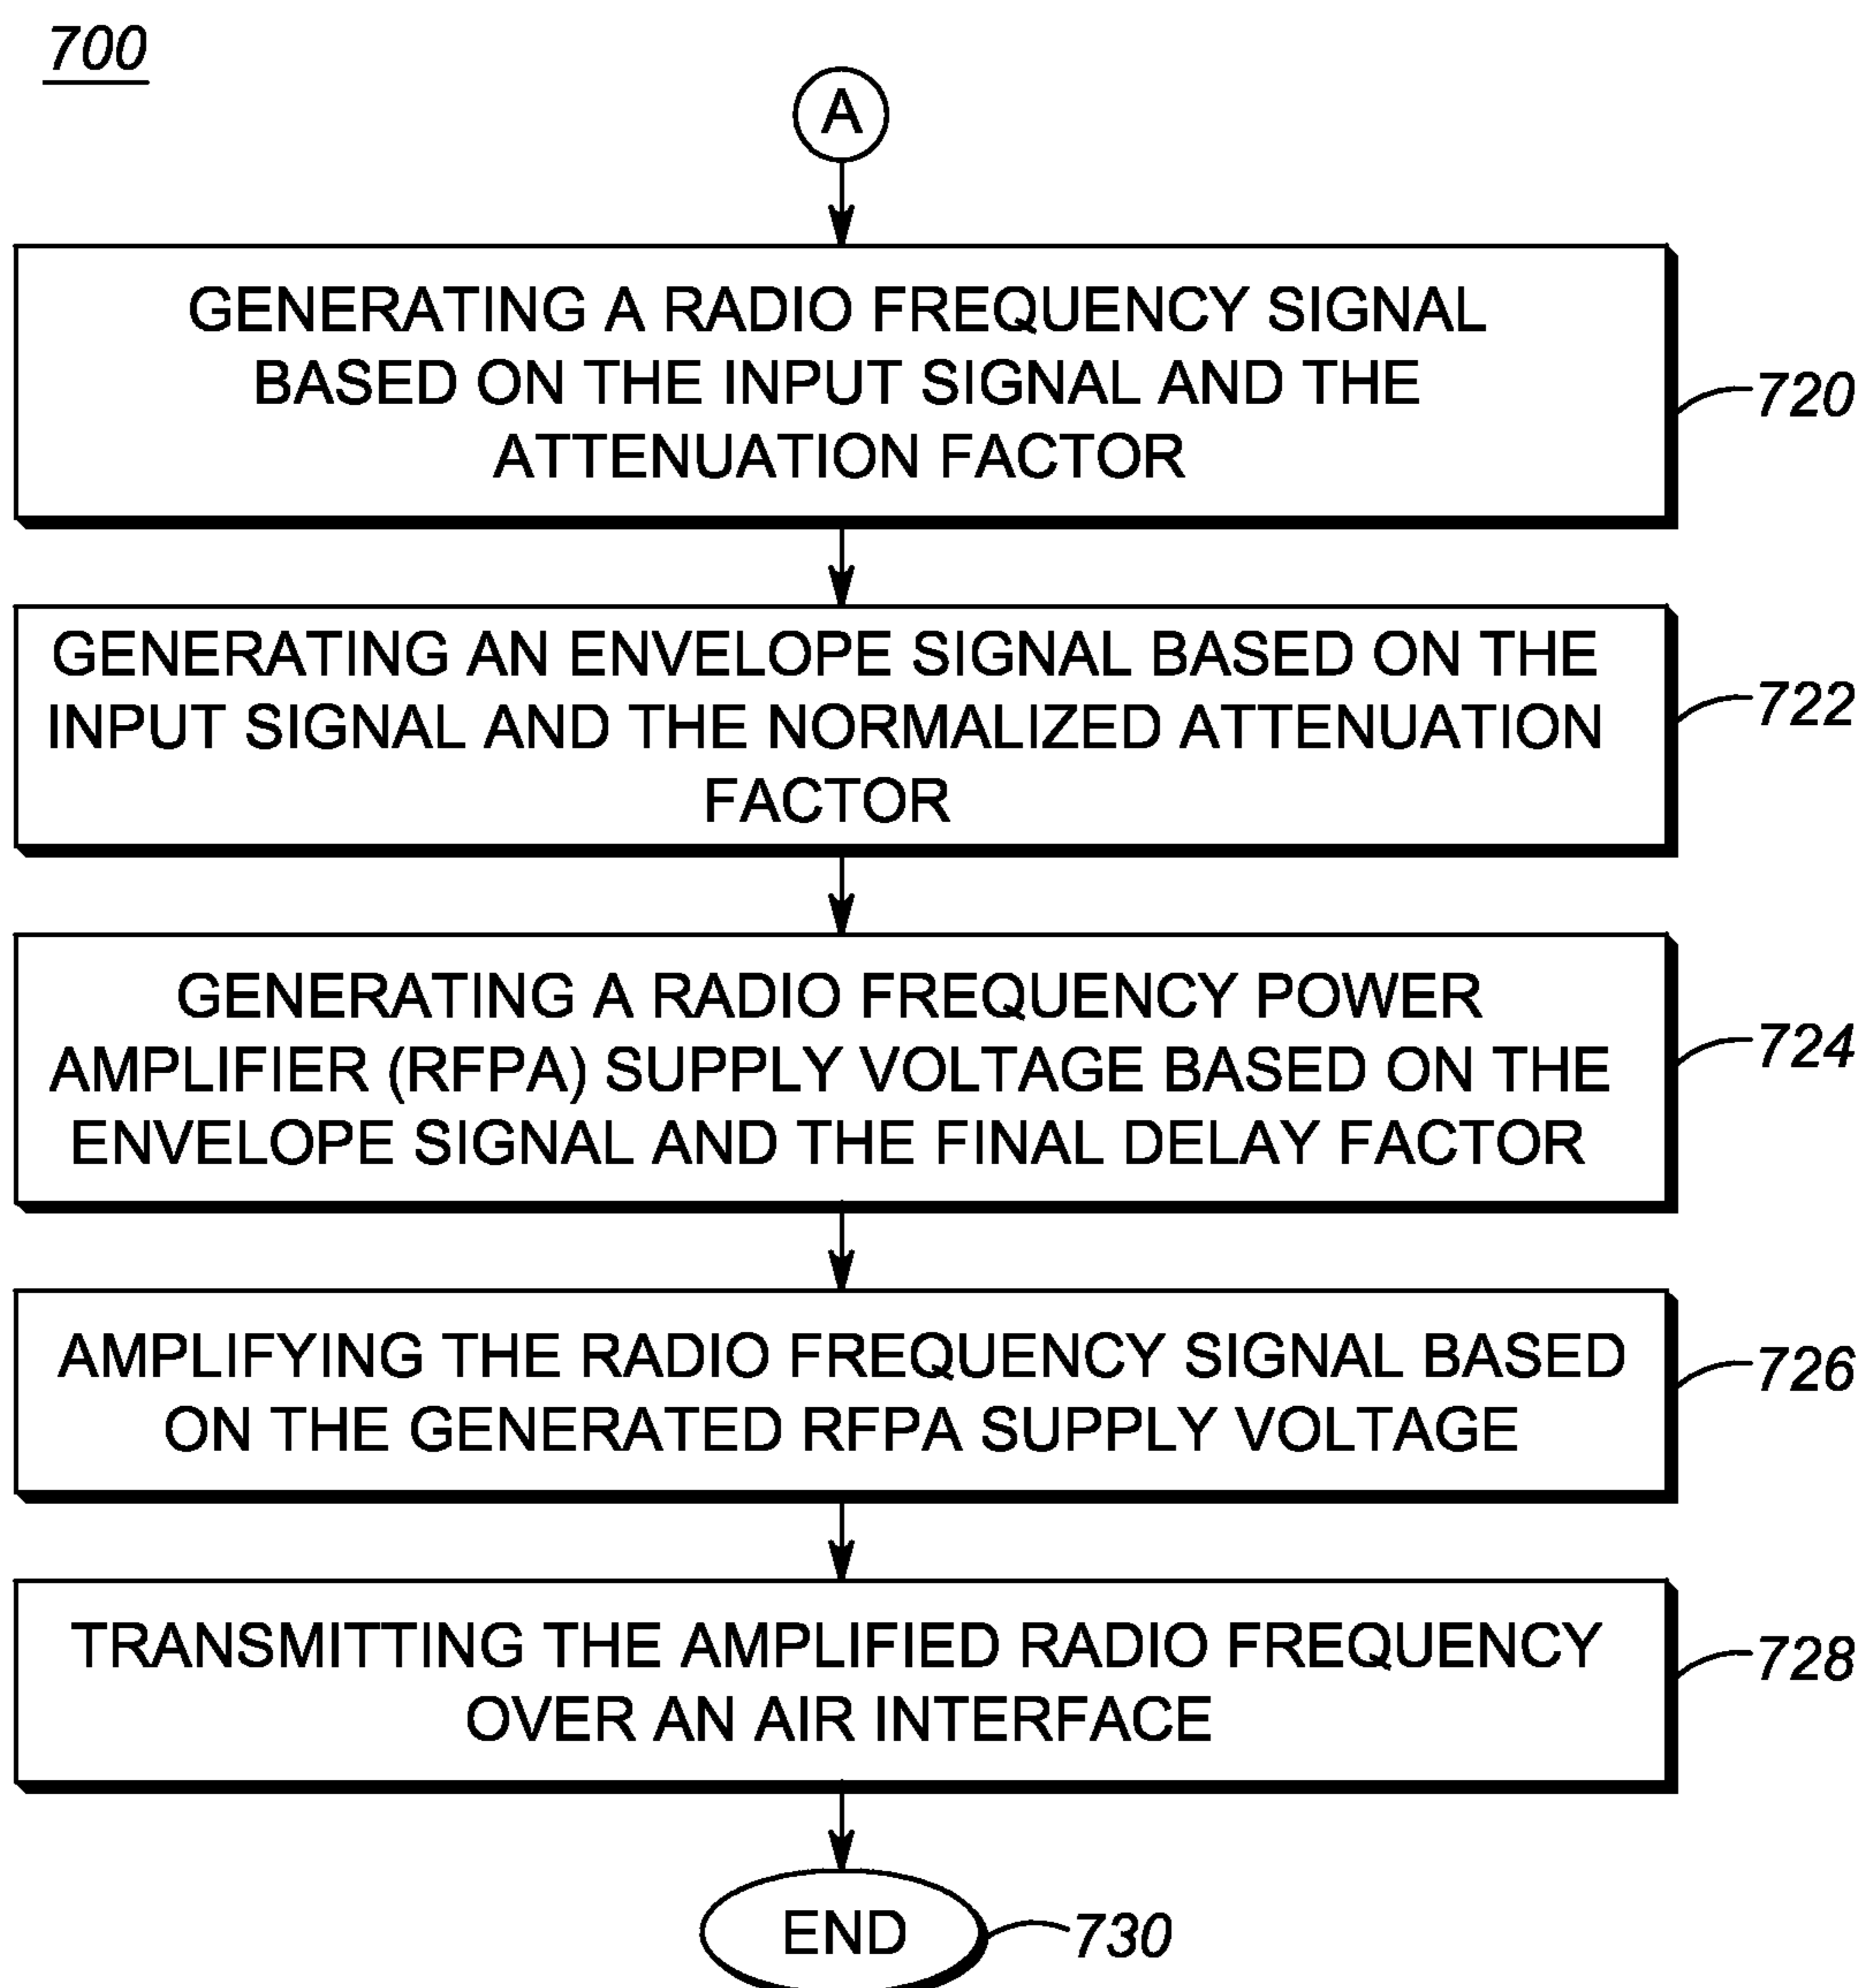 700
A
GENERATING A RADIO FREQUENCY SIGNAL
BASED ON THE INPUT SIGNAL AND THE
ATTENUATION FACTOR
720
GENERATING AN ENVELOPE SIGNAL BASED ON THE
INPUT SIGNAL AND THE NORMALIZED ATTENUATION
FACTOR
722
GENERATING A RADIO FREQUENCY POWER
AMPLIFIER (RFPA) SUPPLY VOLTAGE BASED ON THE
ENVELOPE SIGNAL AND THE FINAL DELAY FACTOR
724
AMPLIFYING THE RADIO FREQUENCY SIGNAL BASED
ON THE GENERATED RFPA SUPPLY VOLTAGE
726
TRANSMITTING THE AMPLIFIED RADIO FREQUENCY
OVER AN AIR INTERFACE
728
END
730